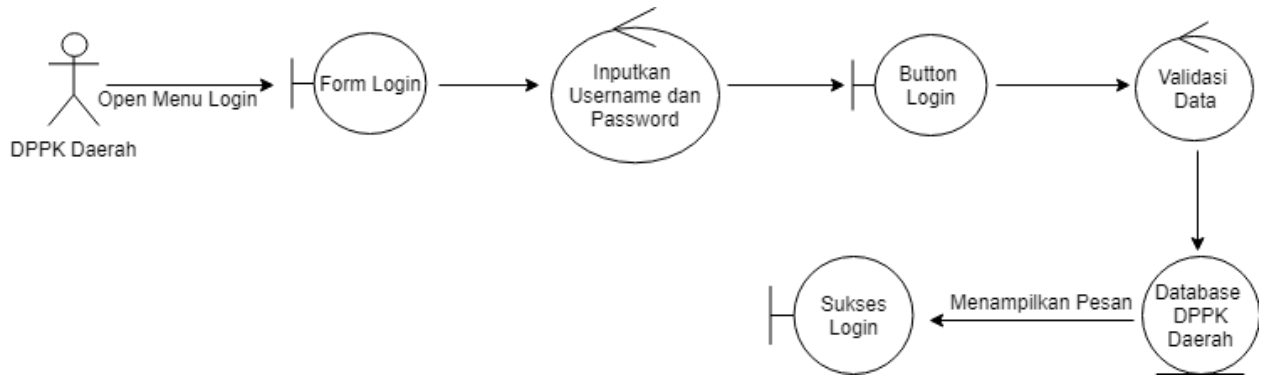 Open Menu Login
DPPK Daerah
Form Login
Inputkan
Username dan
Password
Button
Login
Validasi
Data
Database
DPPK
Daerah
Menampilkan Pesan
Sukses
Login